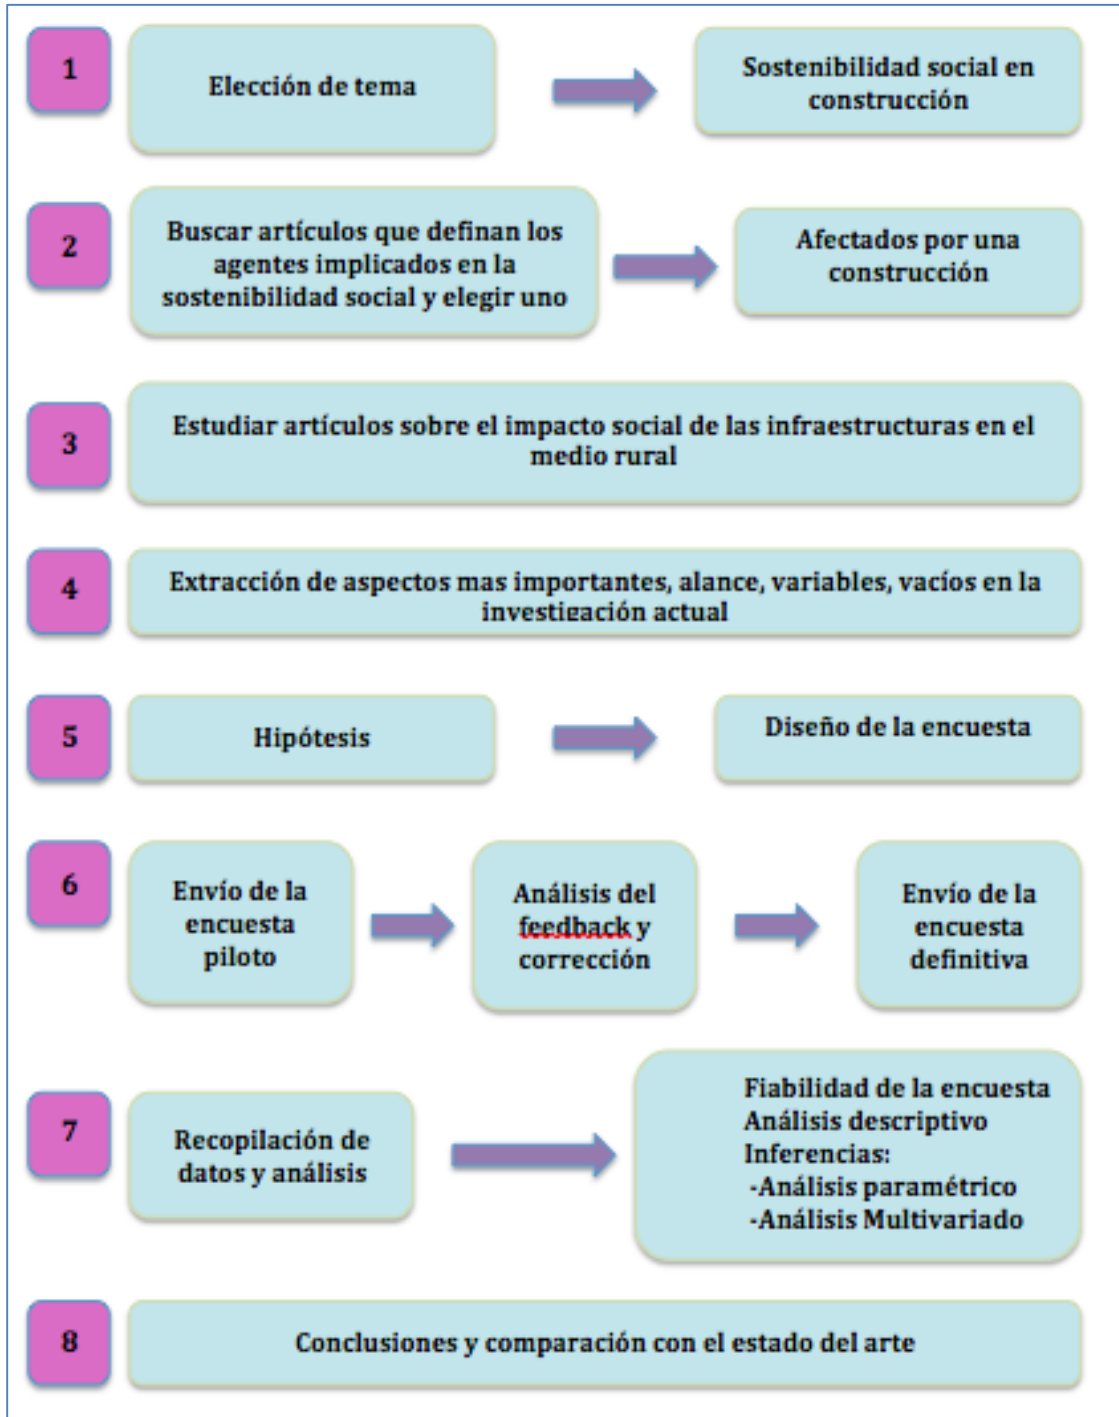 1
Elección de tema
Sostenibilidad social en
construcción
2
Buscar artículos que definan los
agentes implicados en la
sostenibilidad social y elegir uno
Afectados por una
construcción
3
Estudiar artículos sobre el impacto social de las infraestructuras en el
medio rural
4
Extracción de aspectos mas importantes, alance, variables, vacíos en la
investigación actual
5
Hipótesis
Diseño de la encuesta
6
Envío de la
encuesta
piloto
Análisis del
feedback y
corrección
Envío de la
encuesta
definitiva
7
Recopilación de
datos y análisis
Fiabilidad de la encuesta
Análisis descriptivo
Inferencias:
-Análisis paramétrico
-Análisis Multivariado
8
Conclusiones y comparación con el estado del arte